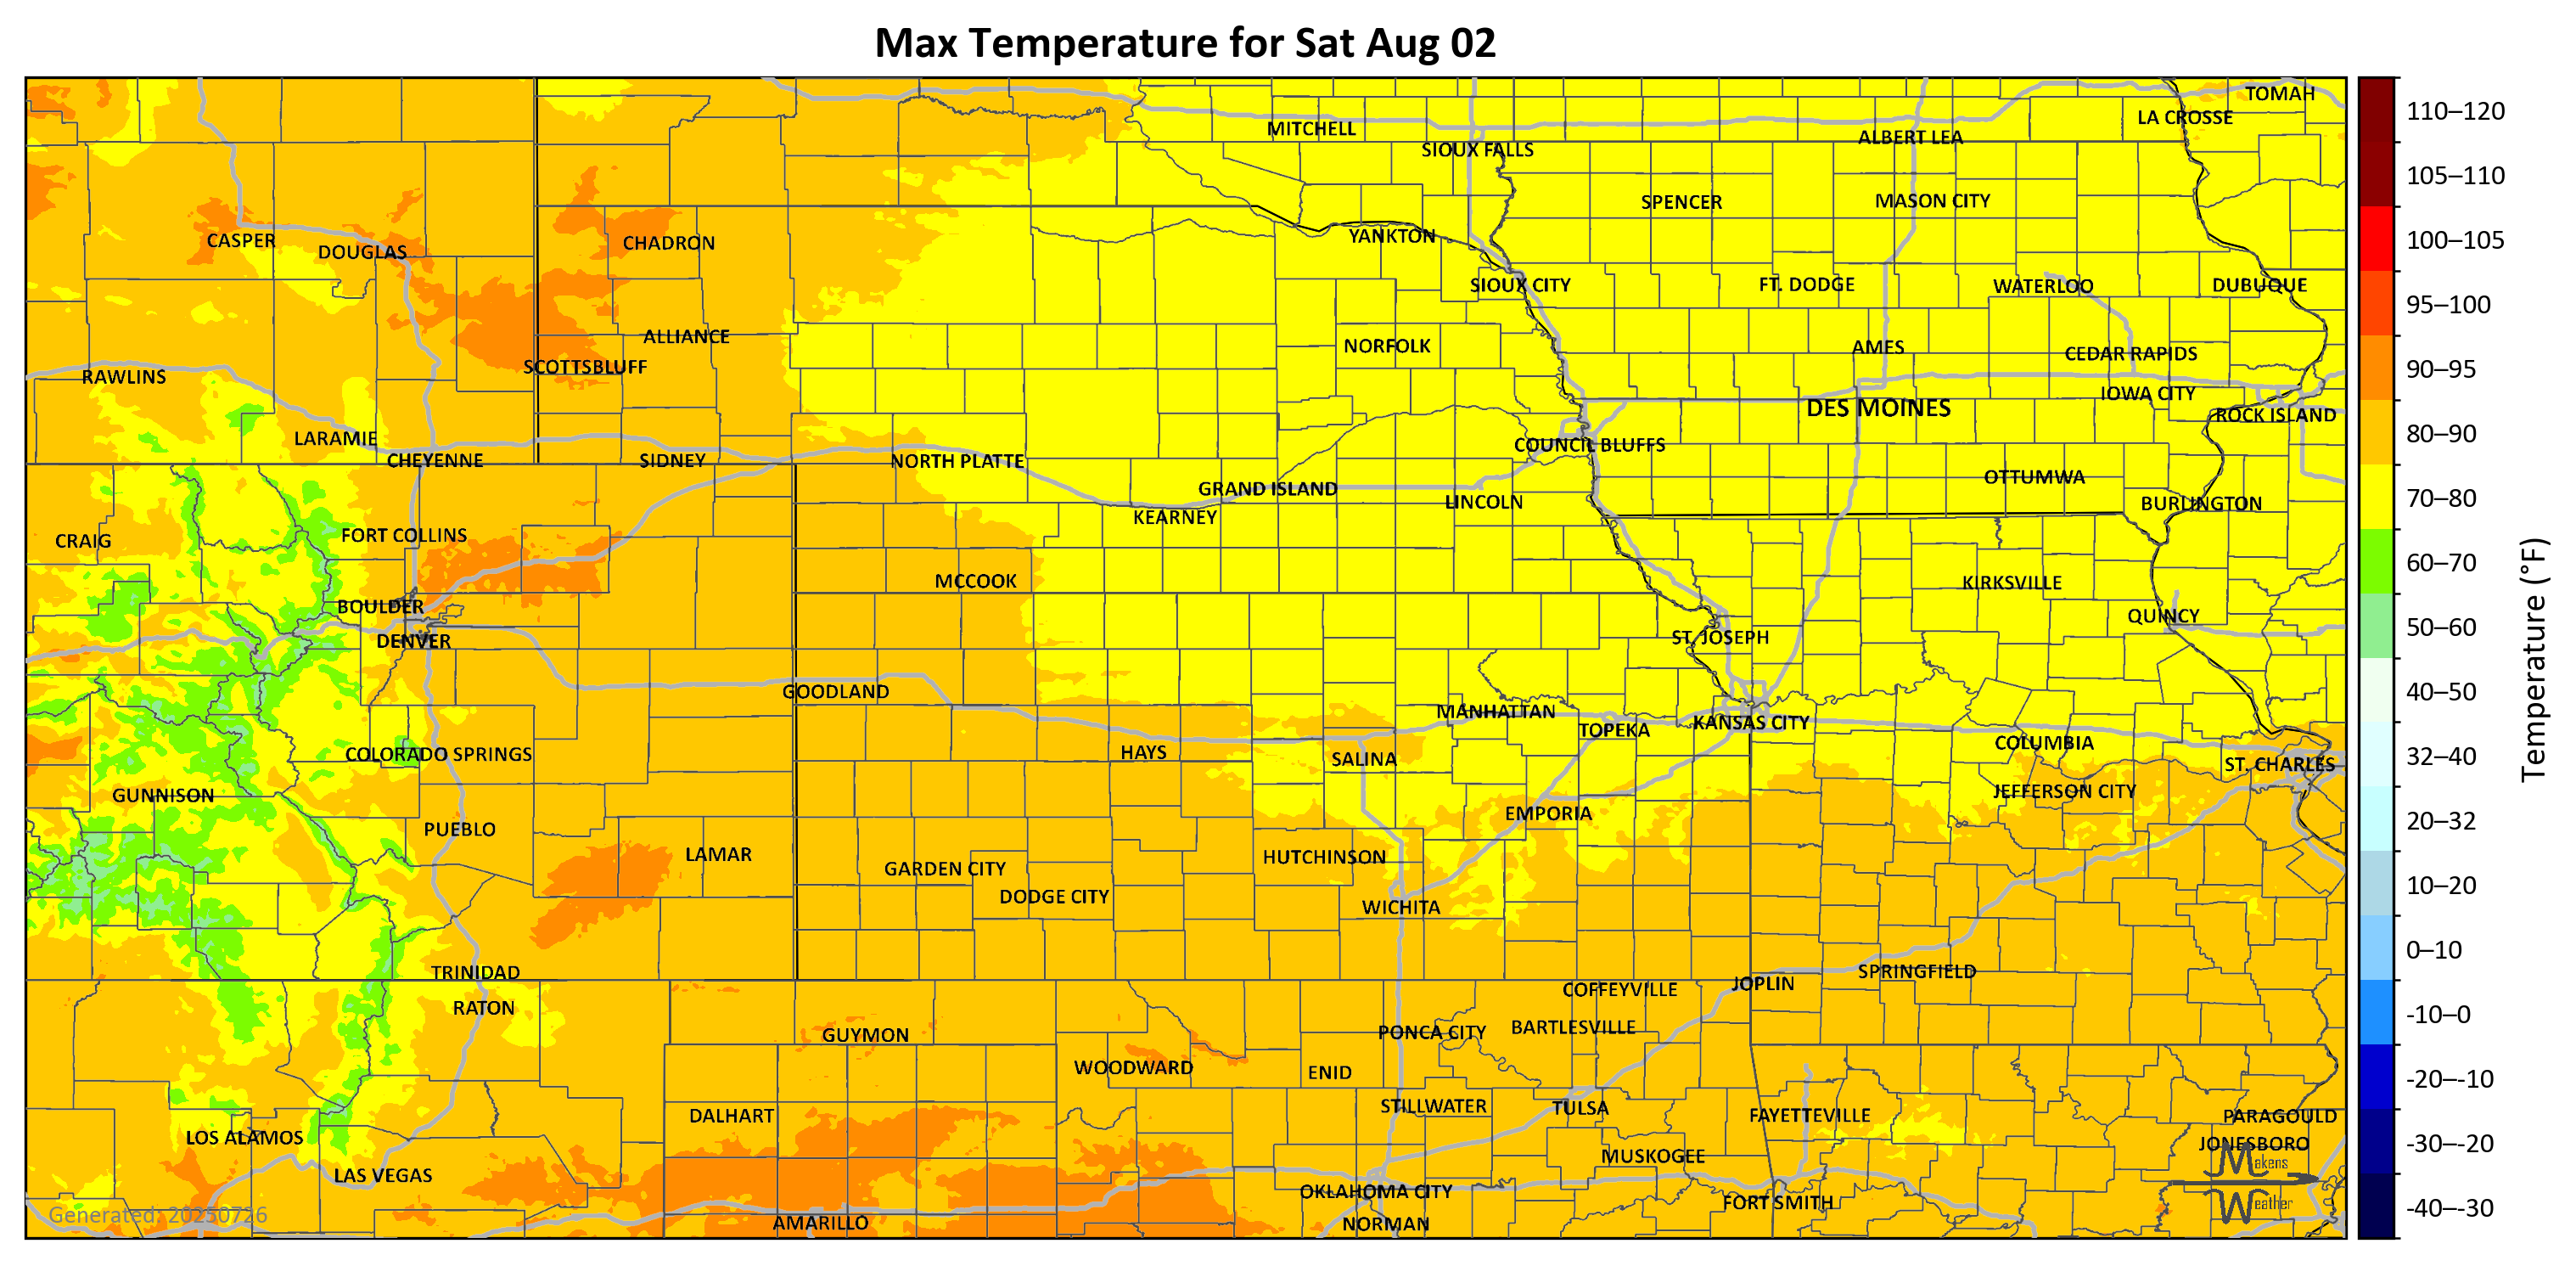 Max Temperature for Sat Aug 02
TOMAH
LA CROSSE
MITCHELL
ALBERT LEA
SIOUX FALLS
SPENCER
MASON CITY
YANKTON
CASPER
CHADRON
DOUGLAS
SIOUX CITY
FT. DODGE
WATERLOO
DUBUQUE
ALLIANCE
NORFOLK
AMES
CEDAR RAPIDS
SCOTTSBLUFF
RAWLINS
IOWA CITY
DES MOINES
ROCK ISLAND
LARAMIE
COUNCIL BLUFFS
CHEYENNE
SIDNEY
NORTH PLATTE
OTTUMWA
GRAND ISLAND
LINCOLN
BURLINGTON
KEARNEY
FORT COLLINS
CRAIG
MCCOOK
KIRKSVILLE
BOULDER
QUINCY
DENVER
ST. JOSEPH
GOODLAND
MANHATTAN
KANSAS CITY
TOPEKA
COLUMBIA
COLORADO SPRINGS
HAYS
SALINA
ST. CHARLES
GUNNISON
JEFFERSON CITY
EMPORIA
PUEBLO
LAMAR
HUTCHINSON
GARDEN CITY
DODGE CITY
WICHITA
TRINIDAD
SPRINGFIELD
JOPLIN
COFFEYVILLE
RATON
GUYMON
PONCA CITY
BARTLESVILLE
WOODWARD
ENID
STILLWATER
TULSA
DALHART
FAYETTEVILLE
PARAGOULD
LOS ALAMOS
JONESBORO
MUSKOGEE
LAS VEGAS
OKLAHOMA CITY
FORT SMITH
AMARILLO
NORMAN
Generated: 20250726
Makens
Weather
110–120
105–110
100–105
95–100
90–95
80–90
70–80
60–70
50–60
40–50
32–40
20–32
10–20
0–10
-10–0
-20–-10
-30–-20
-40–-30
Temperature (°F)